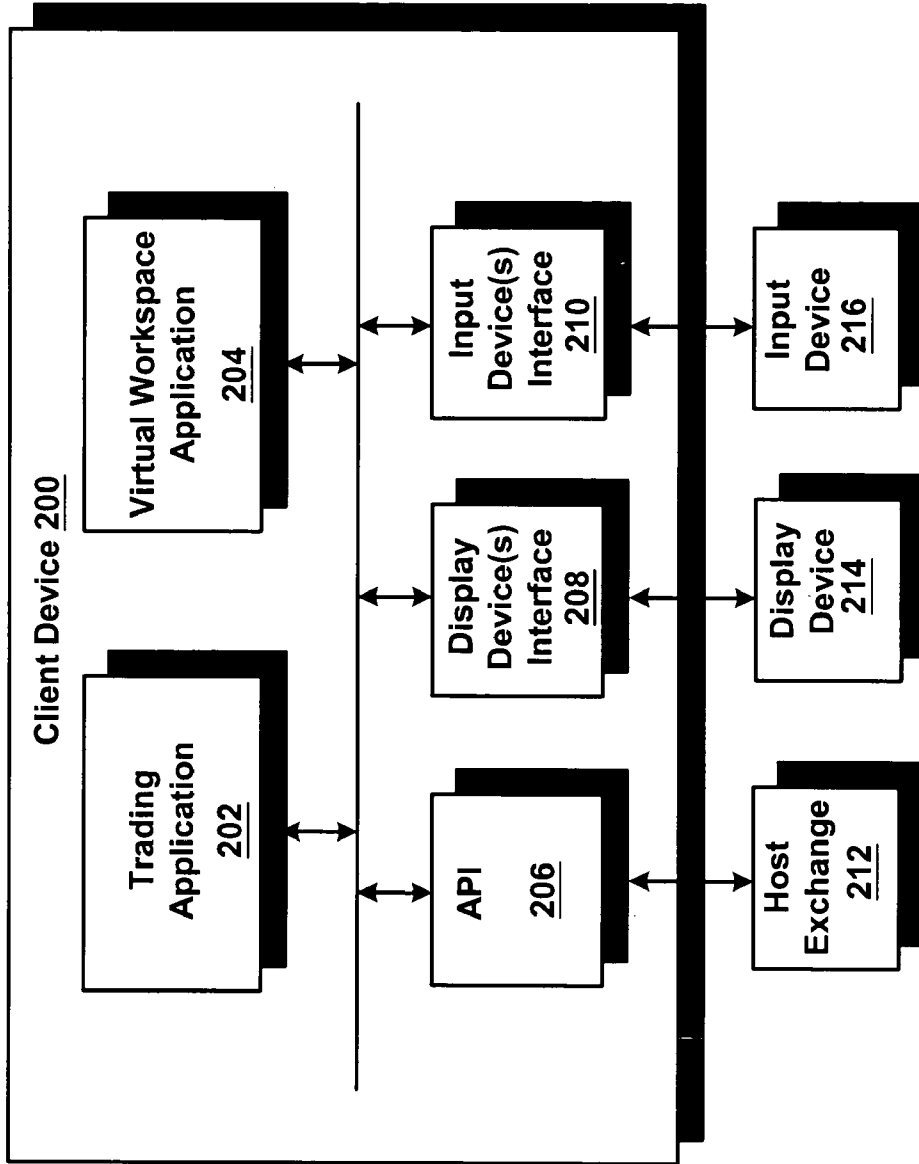 Client Device 200
Trading
Application
202
Virtual Workspace
Application
204
API
206
Display
Device(s)
Interface
208
Input
Device(s)
Interface
210
Host
Exchange
212
Display
Device
214
Input
Device
216